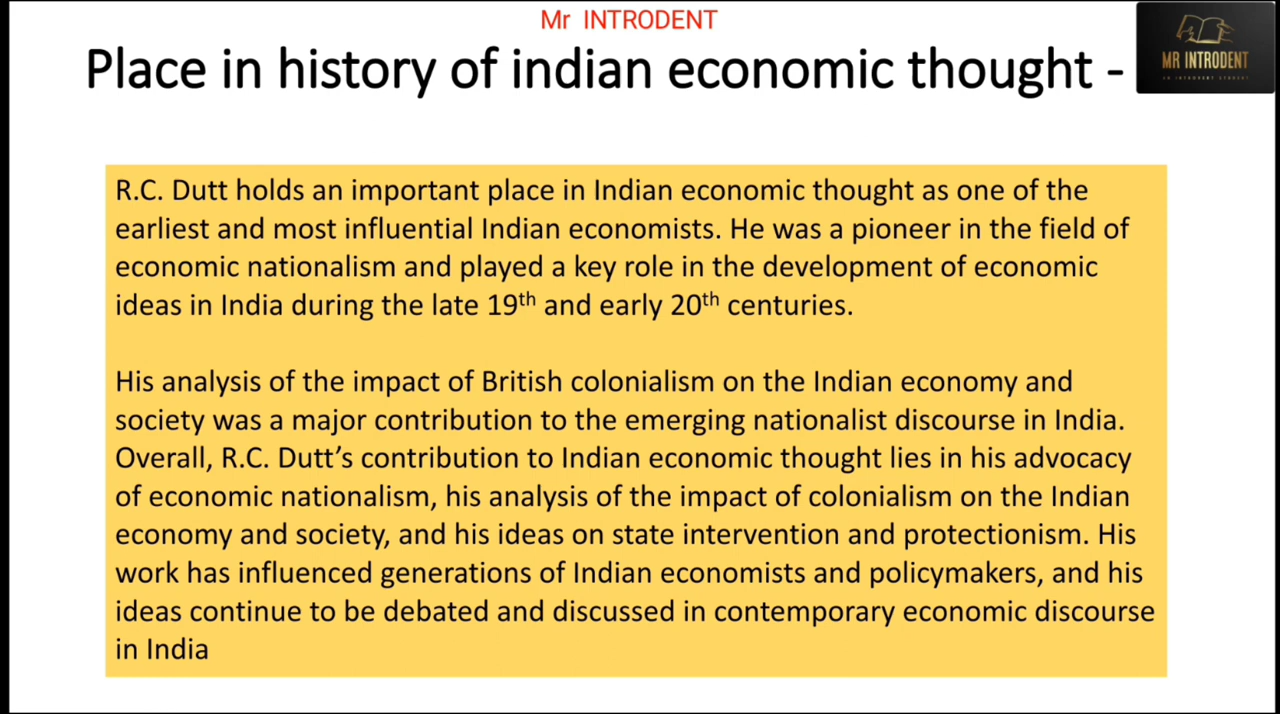 Mr INTRODENT
Place in history of indian economic thought -
MR INTRODENT
AN INTRODENT STUDENT
R.C. Dutt holds an important place in Indian economic thought as one of the
earliest and most influential Indian economists. He was a pioneer in the field of
economic nationalism and played a key role in the development of economic
ideas in India during the late 19th and early 20th centuries.
His analysis of the impact of British colonialism on the Indian economy and
society was a major contribution to the emerging nationalist discourse in India.
Overall, R.C. Dutt’s contribution to Indian economic thought lies in his advocacy
of economic nationalism, his analysis of the impact of colonialism on the Indian
economy and society, and his ideas on state intervention and protectionism. His
work has influenced generations of Indian economists and policymakers, and his
ideas continue to be debated and discussed in contemporary economic discourse
in India